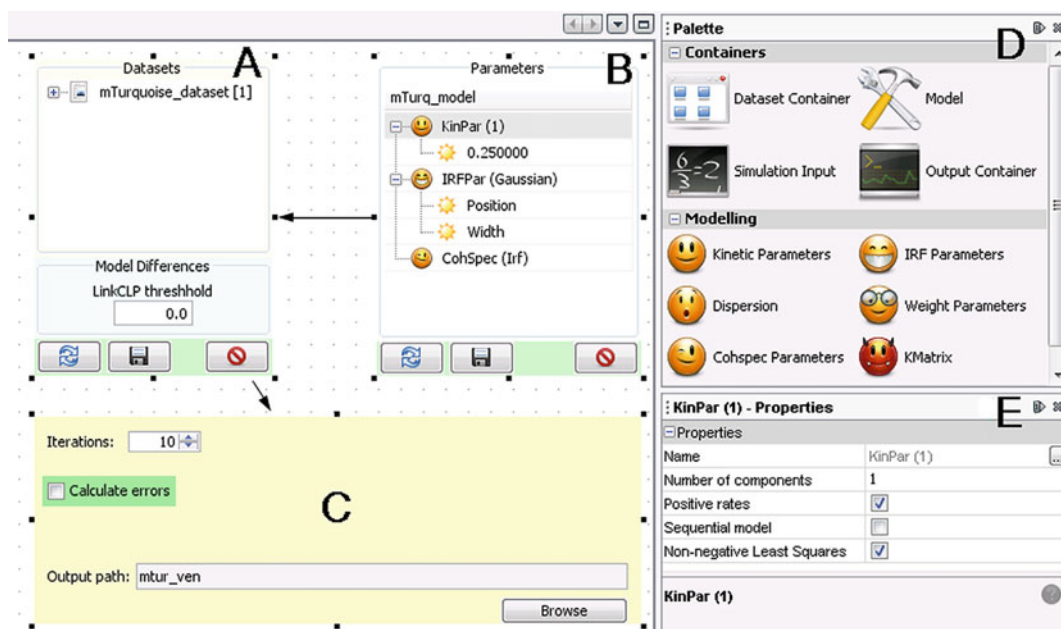 A
Datasets
mTurquoise_dataset [1]
Model Differences
LinkCLP threshhold
0.0
B
Parameters
mTurq_model
KinPar (1)
0.250000
IRFPar (Gaussian)
Position
Width
CohSpec (Irf)
C
Iterations: 10
Calculate errors
Output path: mtur_ven
Browse
Palette
D
Containers
Dataset Container Model
6/3=2 Simulation Input >_ Output Container
Modelling
Kinetic Parameters IRF Parameters
Dispersion Weight Parameters
Cohspec Parameters KMatrix
KinPar (1) - Properties
E
Properties
Name KinPar (1) ...
Number of components 1
Positive rates
Sequential model
Non-negative Least Squares
KinPar (1)
?